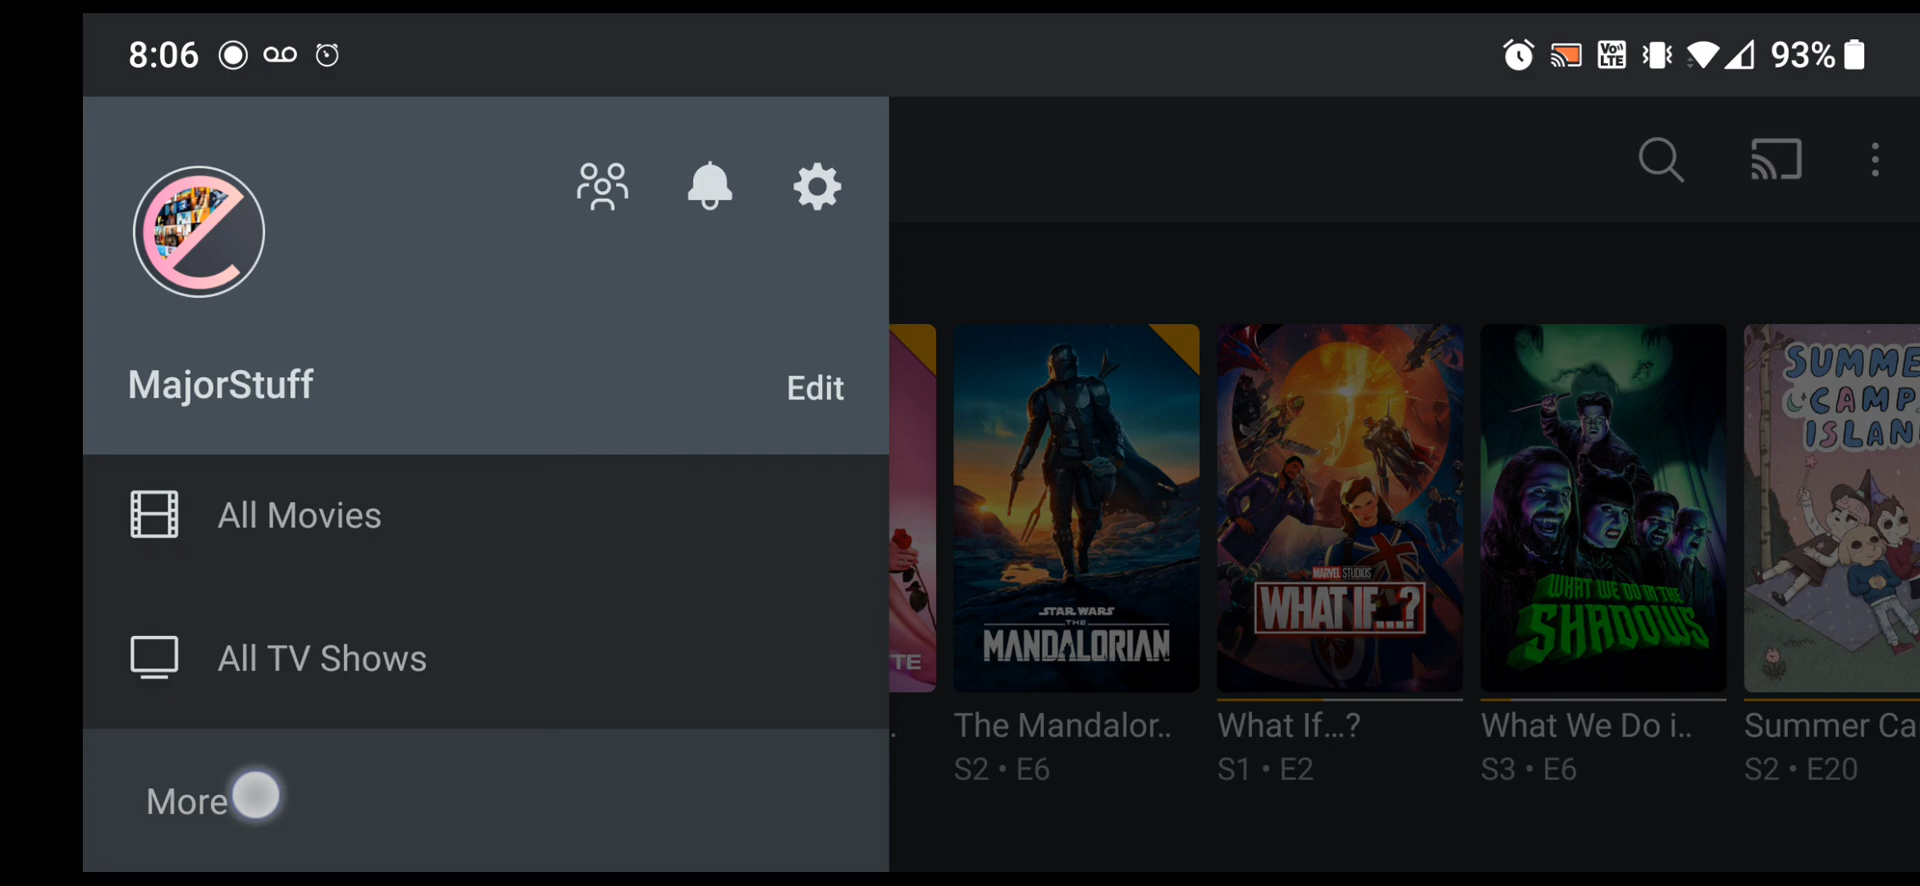 8:06
Vo LTE
93%
MajorStuff
Edit
All Movies
All TV Shows
More
TE
STAR WARS
THE
MANDALORIAN
MARVEL STUDIOS
WHAT IF...?
WHAT WE DO IN THE
SHADOWS
SUMME
CAMP
ISLAN
.
The Mandalor..
S2 • E6
What If...?
S1 • E2
What We Do i..
S3 • E6
Summer Ca
S2 • E20